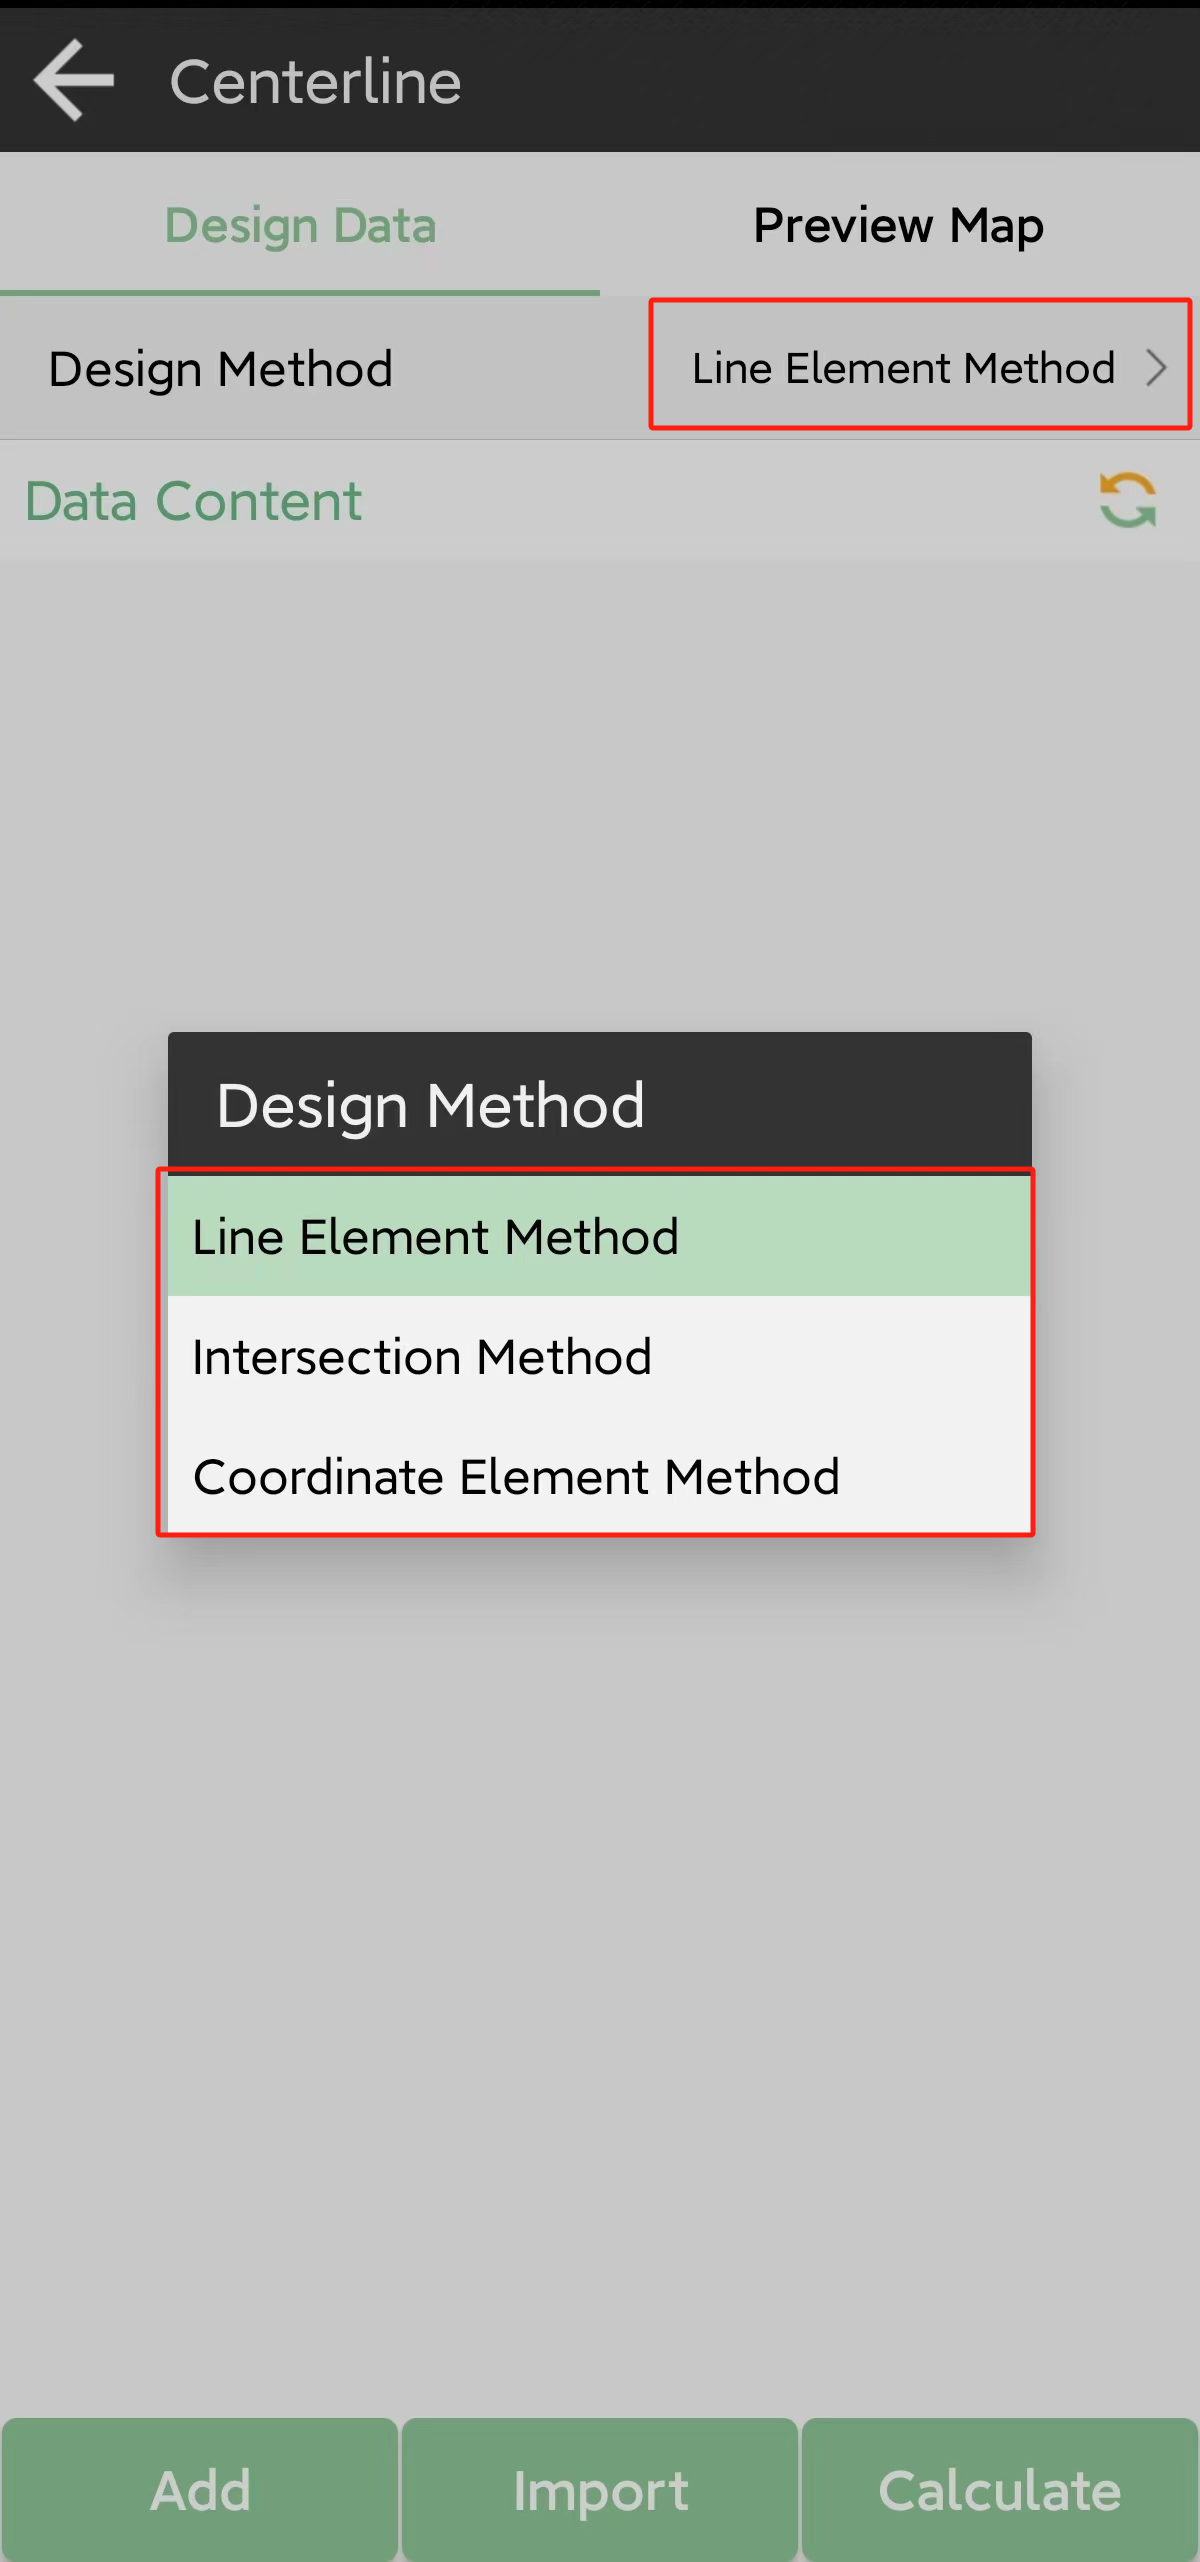 Centerline
Design Data
Preview Map
Design Method
Line Element Method
Data Content
Design Method
Line Element Method
Intersection Method
Coordinate Element Method
Add
Import
Calculate